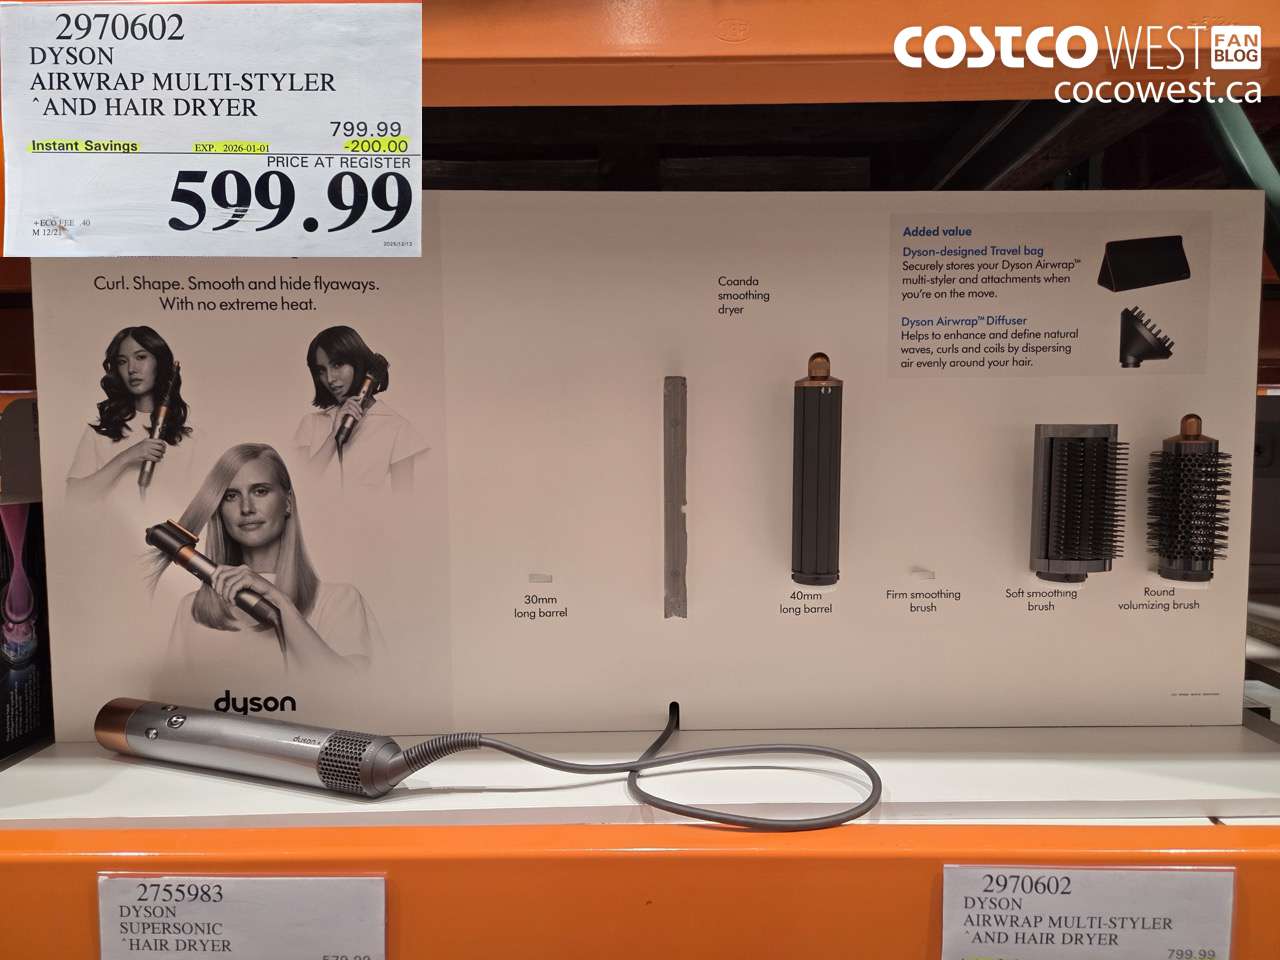 2970602
DYSON
AIRWRAP MULTI-STYLER
^AND HAIR DRYER
799.99
Instant Savings EXP. 2026-01-01 -200.00
PRICE AT REGISTER
599.99
+ECO FEE .40
M 12/21
2025/12/13
COSTCO WEST FAN BLOG
cocowest.ca
Curl. Shape. Smooth and hide flyaways.
With no extreme heat.
dyson
Coanda
smoothing
dryer
Added value
Dyson-designed Travel bag
Securely stores your Dyson Airwrap™
multi-styler and attachments when
you're on the move.
Dyson Airwrap™ Diffuser
Helps to enhance and define natural
waves, curls and coils by dispersing
air evenly around your hair.
30mm
long barrel
40mm
long barrel
Firm smoothing
brush
Soft smoothing
brush
Round
volumizing brush
dyson
2755983
DYSON
SUPERSONIC
^HAIR DRYER
579.99
2970602
DYSON
AIRWRAP MULTI-STYLER
^AND HAIR DRYER
799.99